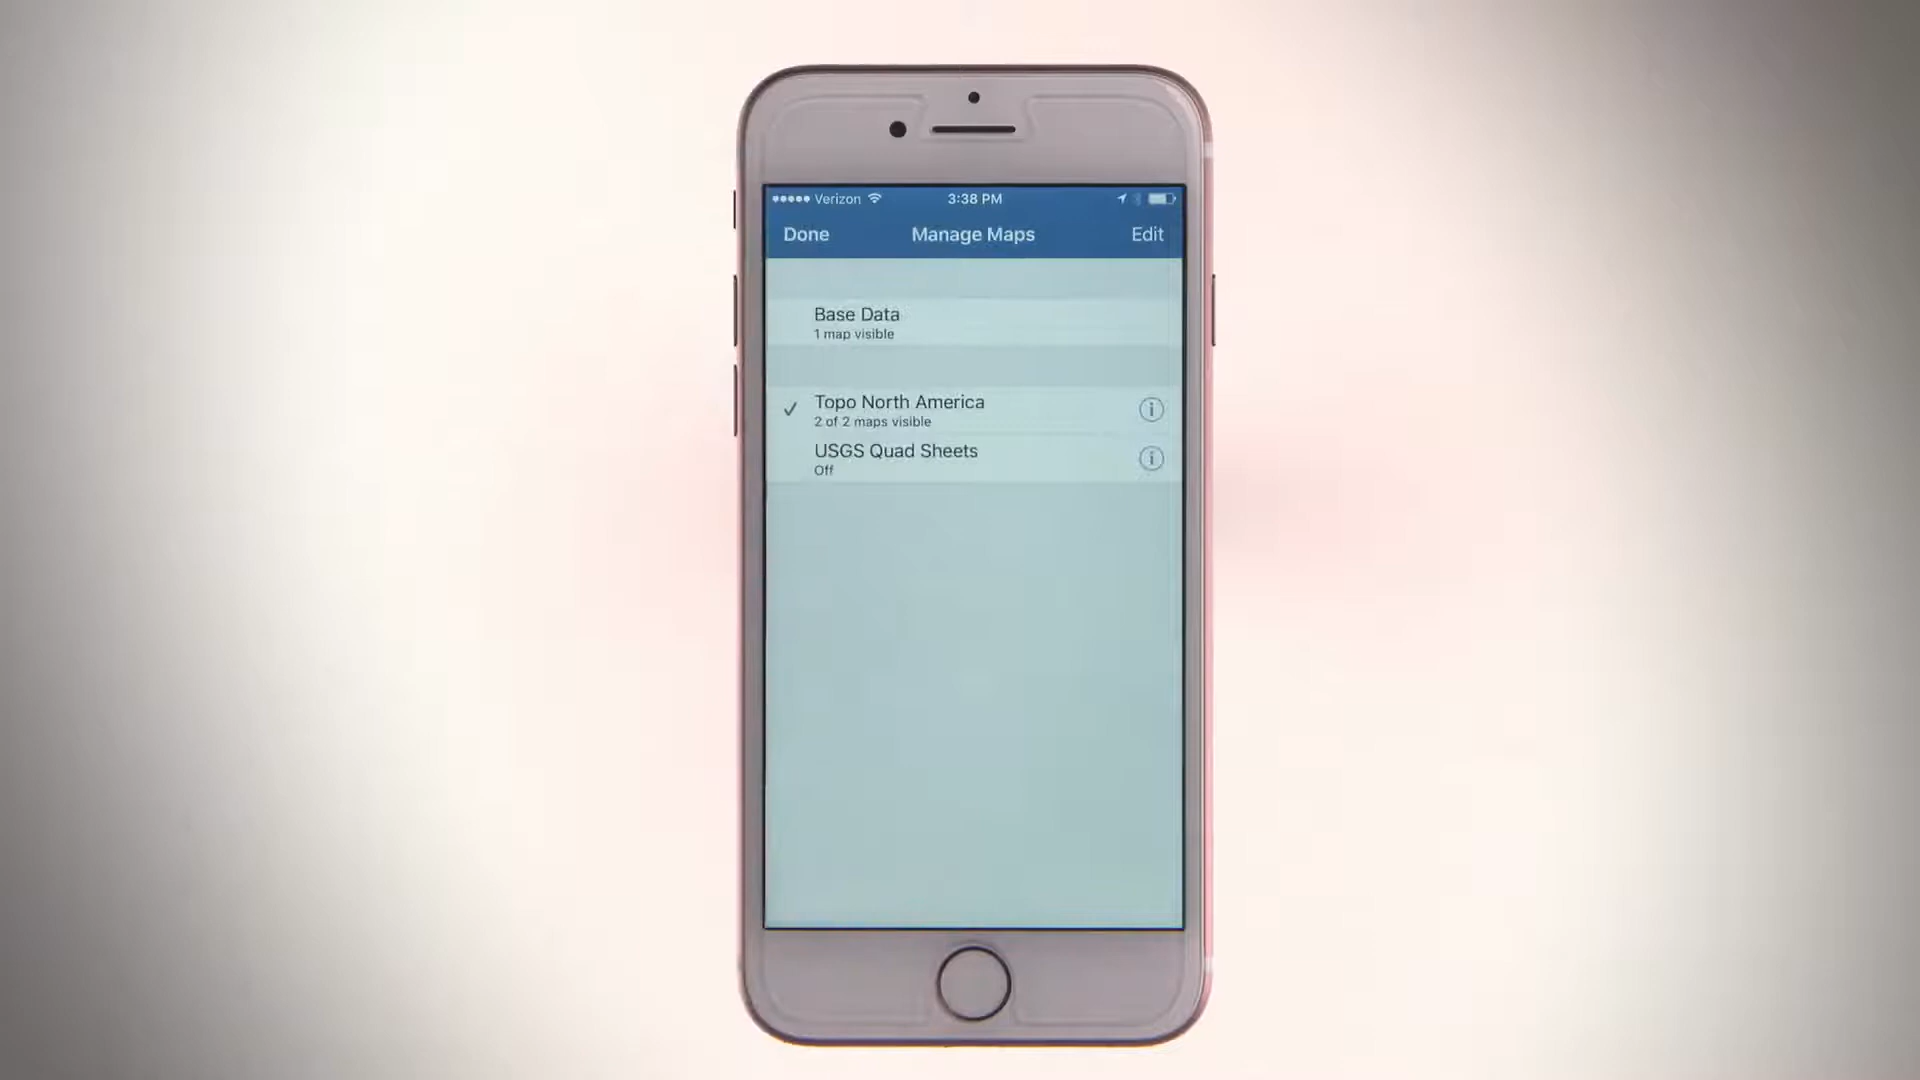 Verizon 3:38 PM
Done Manage Maps Edit
Base Data
1 map visible
✓ Topo North America
2 of 2 maps visible
USGS Quad Sheets
Off